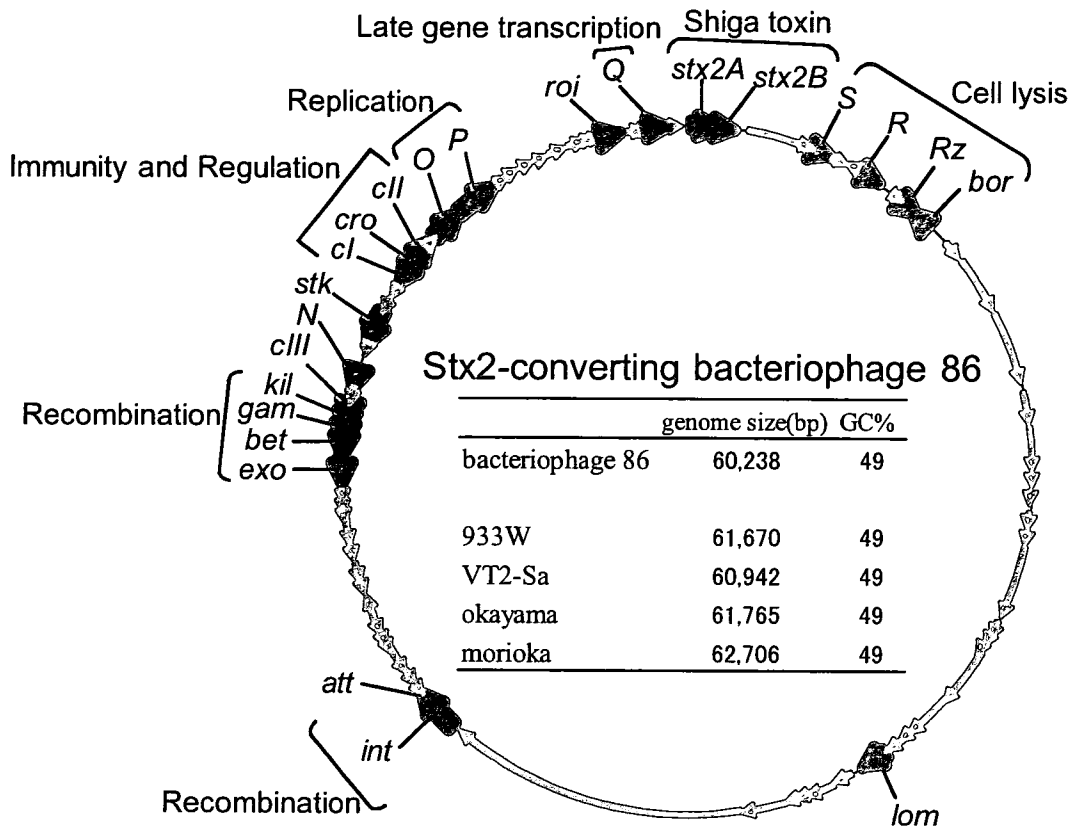 Late gene transcription
Shiga toxin
Q
stx2A
stx2B
roi
S
Cell lysis
R
Rz
bor
Replication
P
O
Immunity and Regulation
cII
cro
cI
stk
N
cIII
kil
Recombination
gam
bet
exo
Stx2-converting bacteriophage 86
genome size(bp) GC%
bacteriophage 86 60,238 49
933W 61,670 49
VT2-Sa 60,942 49
okayama 61,765 49
morioka 62,706 49
att
int
Recombination
lom